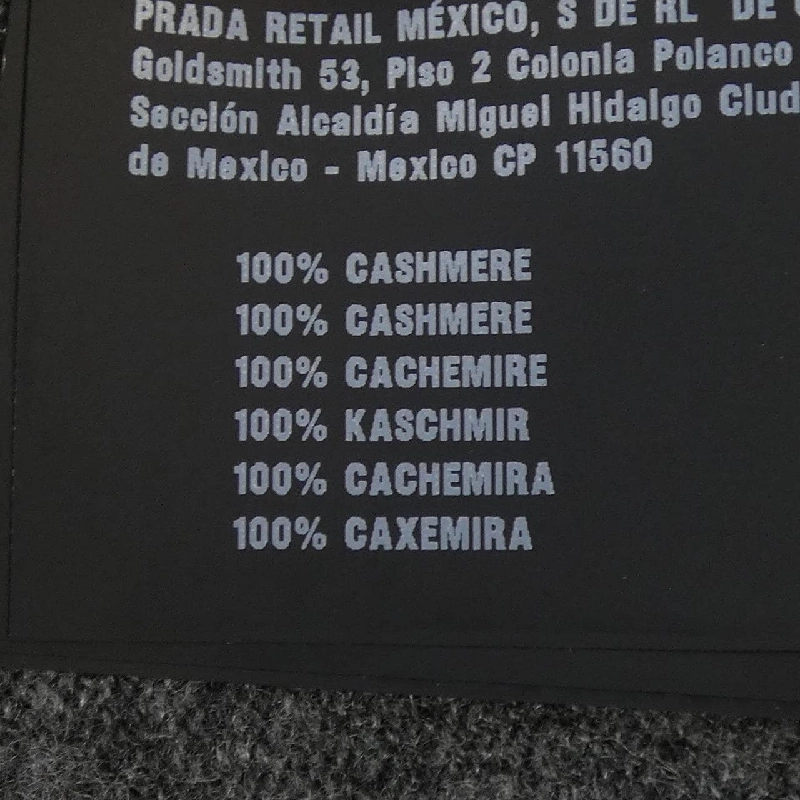 PRADA RETAIL MÉXICO, S DE RL DE
Goldsmith 53, Piso 2 Colonia Polanco
Sección Alcaldía Miguel Hidalgo Ciud
de Mexico - Mexico CP 11560
100% CASHMERE
100% CASHMERE
100% CACHEMIRE
100% KASCHMIR
100% CACHEMIRA
100% CAXEMIRA